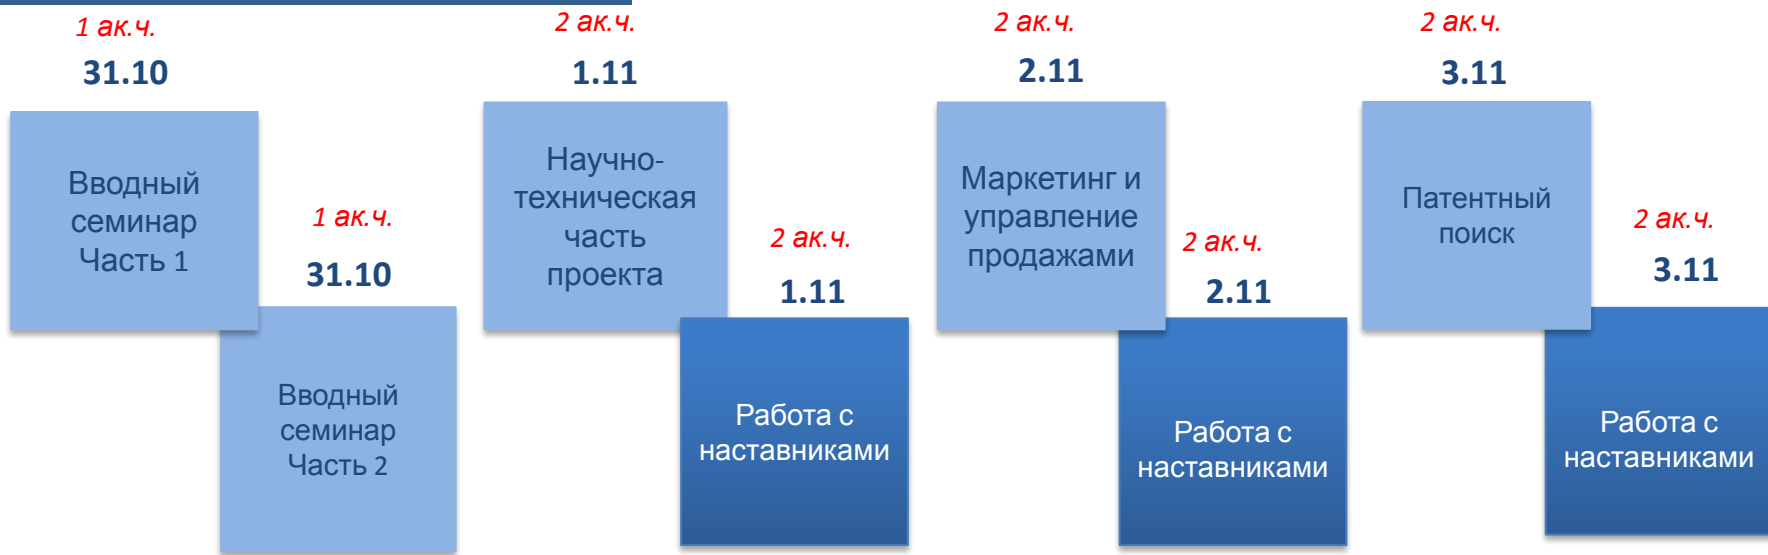 1 ак.ч.
31.10
Вводный
семинар
Часть 1
1 ак.ч.
31.10
Вводный
семинар
Часть 2
2 ак.ч.
1.11
Научно-
техническая
часть
проекта
2 ак.ч.
1.11
Работа с
наставниками
2 ак.ч.
2.11
Маркетинг и
управление
продажами
2 ак.ч.
2.11
Работа с
наставниками
2 ак.ч.
3.11
Патентный
поиск
2 ак.ч.
3.11
Работа с
наставниками